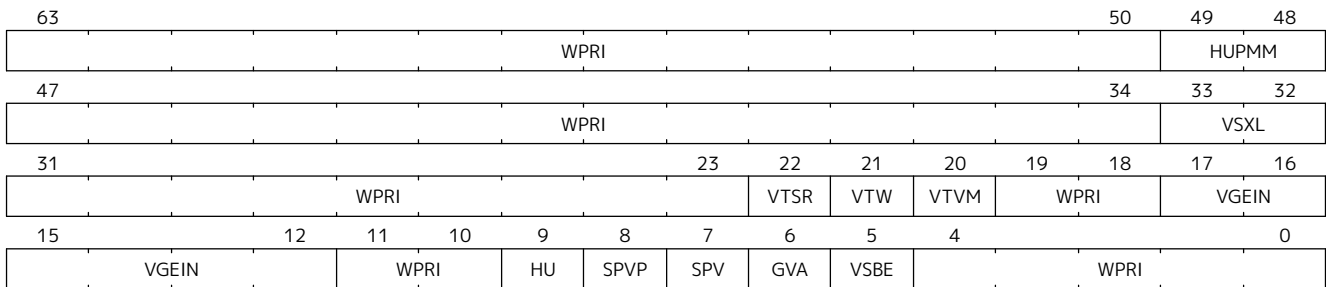 63 50 49 48
WPRI HUPMM
47 34 33 32
WPRI VSXL
31 23 22 21 20 19 18 17 16
WPRI VTSR VTW VTVM WPRI VGEIN
15 12 11 10 9 8 7 6 5 4 0
VGEIN WPRI HU SPVP SPV GVA VSBE WPRI